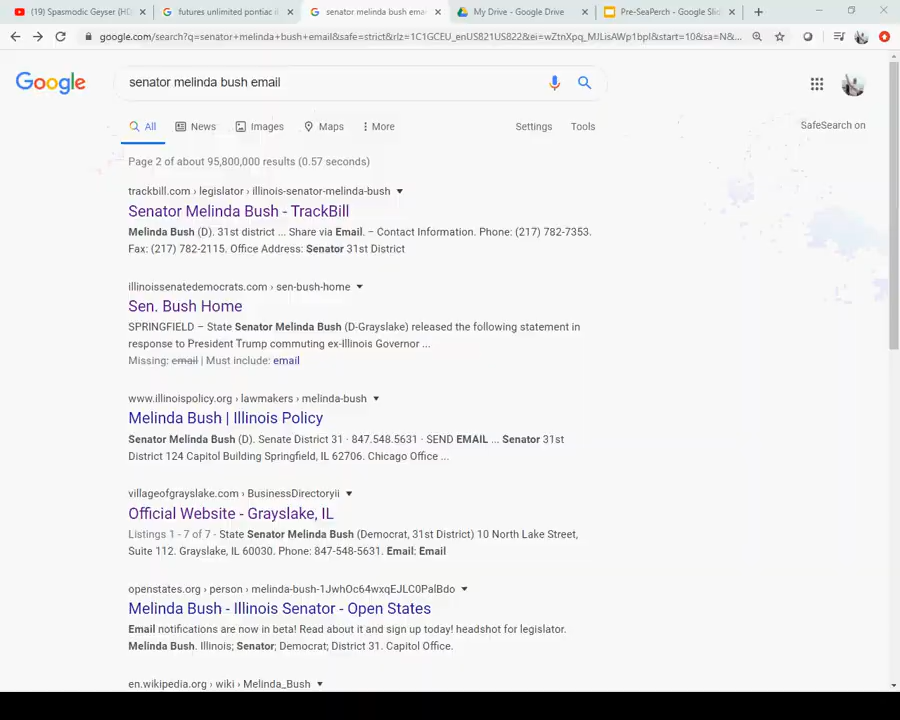 (19) Spasmodic Geyser (HD
futures unlimited pontiac il
senator melinda bush ema
My Drive - Google Drive
Pre-SeaPerch - Google Slid
google.com/search?q=senator+melinda+bush+email&safe=strict&rlz=1C1GCEU_enUS821US822&ei=wZtnXpq_MJLisAWp1bpI&start=10&sa=N&...
Google
senator melinda bush email
All
News
Images
Maps
More
Settings
Tools
SafeSearch on
Page 2 of about 95,800,000 results (0.57 seconds)
trackbill.com › legislator › illinois-senator-melinda-bush
Senator Melinda Bush - TrackBill
Melinda Bush (D). 31st district ... Share via Email. – Contact Information. Phone: (217) 782-7353.
Fax: (217) 782-2115. Office Address: Senator 31st District
illinoissenatedemocrats.com › sen-bush-home
Sen. Bush Home
SPRINGFIELD – State Senator Melinda Bush (D-Grayslake) released the following statement in
response to President Trump commuting ex-Illinois Governor ...
Missing: email | Must include: email
www.illinoispolicy.org › lawmakers › melinda-bush
Melinda Bush | Illinois Policy
Senator Melinda Bush (D). Senate District 31 · 847.548.5631 · SEND EMAIL ... Senator 31st
District 124 Capitol Building Springfield, IL 62706. Chicago Office ...
villageofgrayslake.com › BusinessDirectoryii
Official Website - Grayslake, IL
Listings 1 - 7 of 7 - State Senator Melinda Bush (Democrat, 31st District) 10 North Lake Street,
Suite 112. Grayslake, IL 60030. Phone: 847-548-5631. Email: Email
openstates.org › person › melinda-bush-1JwhOc64wxqEJLC0PalBdo
Melinda Bush - Illinois Senator - Open States
Email notifications are now in beta! Read about it and sign up today! headshot for legislator.
Melinda Bush. Illinois; Senator; Democrat; District 31. Capitol Office.
en.wikipedia.org › wiki › Melinda_Bush